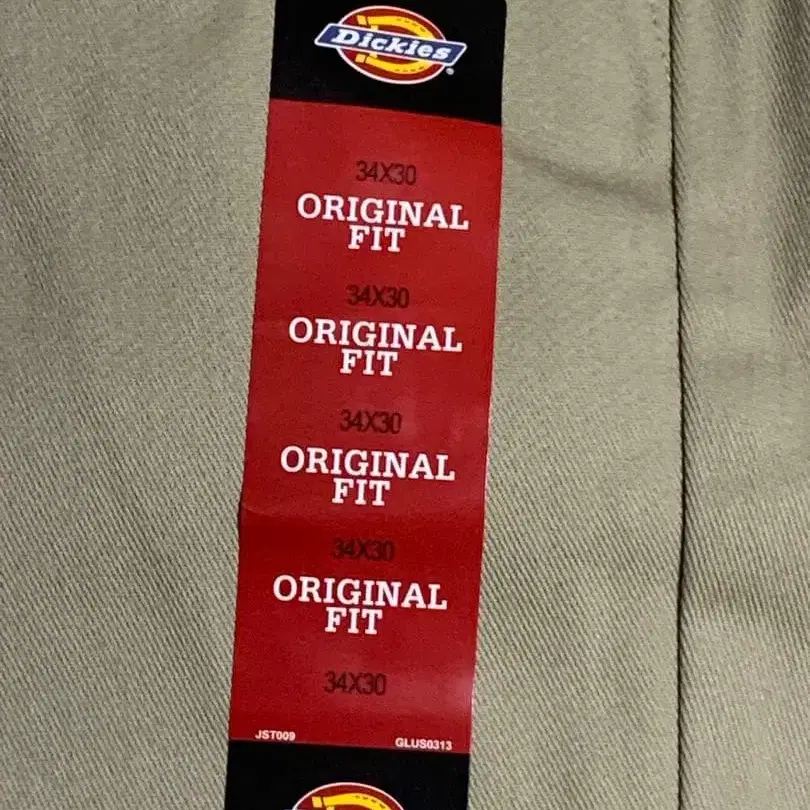 Dickies
34X30
ORIGINAL
FIT
34X30
ORIGINAL
FIT
34X30
ORIGINAL
FIT
34X30
ORIGINAL
FIT
34X30
JST009
GLUS0313